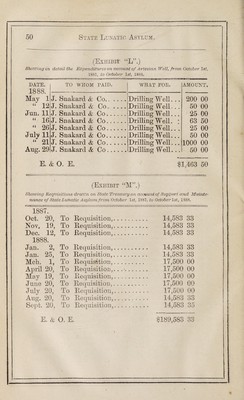 50 STATE LUNATIC ASYLUM.
(EXHIBIT "L".)
Showing in detail the Expenditures on account of Artesian Well, from October 1st, 1887, to October 1st, 1888.
DATE. TO WHOM PAID. WHAT FOR. AMOUNT.
1888.
May 1 J. Snakard & Co...... Drilling Well... 200 00
" 12 J. Snakard & Co...... Drilling Well... 50 00
Jun. 11 J. Snakard & Co...... Drilling Well... 25 00
" 16 J. Snakard & Co...... Drilling Well... 63 50
" 26 J. Snakard & Co...... Drilling Well... 25 00
July 11 J. Snakard & Co...... Drilling Well... 50 00
" 21 J. Snakard & Co...... Drilling Well... 1000 00
Aug. 29 J. Snakard & Co...... Drilling Well... 50 00
E. & O. E. $1,463 50
(EXHIBIT "M".)
Showing Requisitions drawn on State Treasury on account of Support and Maintenance of State Lunatic Asylum from October 1st, 1887, to October 1st, 1888.
1887.
Oct. 20, To Requisition,.......... 14,583 33
Nov, 19, To Requisition,.......... 14,583 33
Dec. 12, To Requisition,.......... 14,583 33
1888.
Jan. 2, To Requisition,.......... 14,583 33
Jan. 25, To Requisition,.......... 14,583 33
Mch. 1, To Requisition,.......... 17,500 00
April 20, To Requisition,.......... 17,500 00
May 19, To Requisition,.......... 17,500 00
June 20, To Requisition,.......... 17,500 00
July 20, To Requisition,.......... 17,500 00
Aug. 20, To Requisition,.......... 14,583 33
Sept. 20, To Requisition,.......... 14,583 35
E. & O. E. $189,583 33